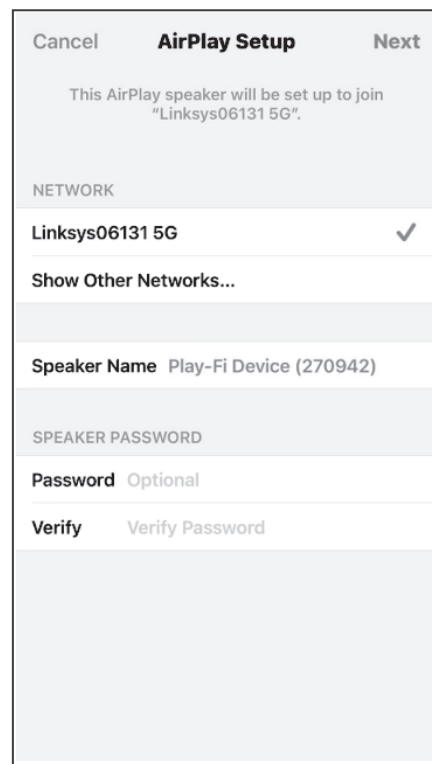 Cancel AirPlay Setup Next
This AirPlay speaker will be set up to join
“Linksys06131 5G”.
NETWORK
Linksys06131 5G
Show Other Networks...
Speaker Name Play-Fi Device (270942)
SPEAKER PASSWORD
Password Optional
Verify Verify Password